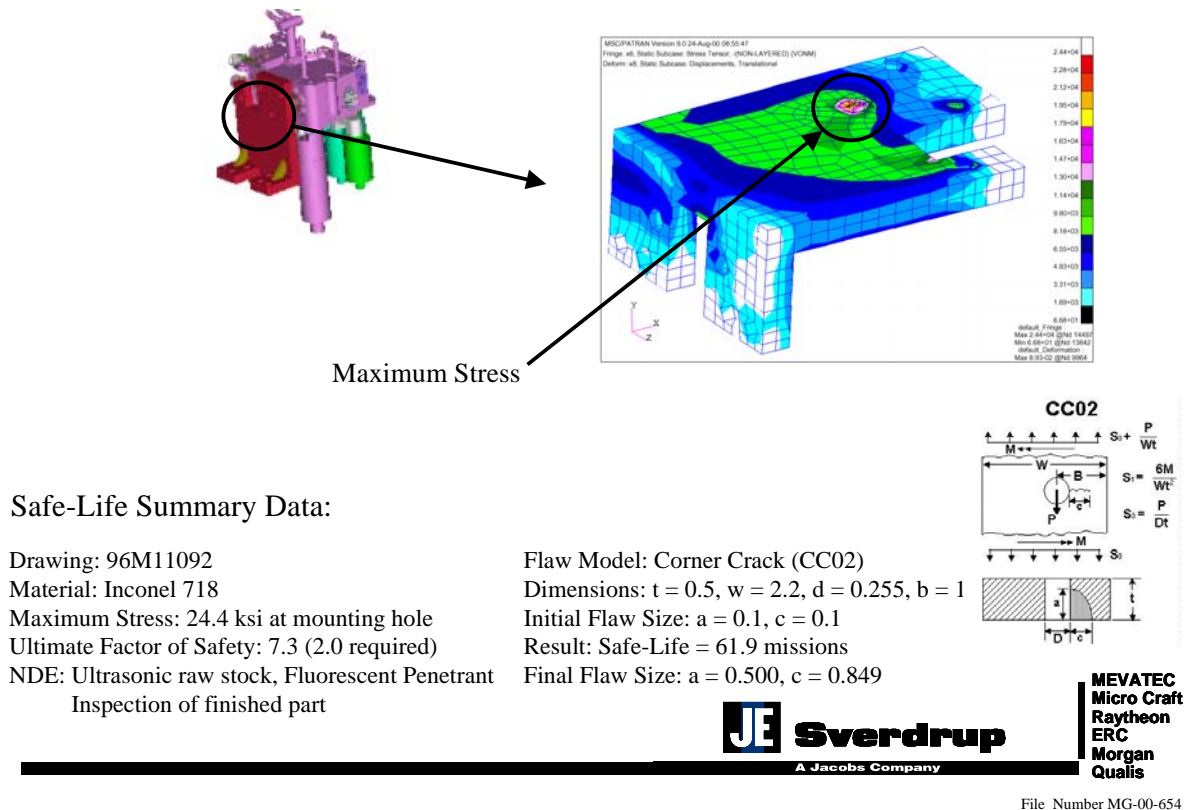 MSC/PATRAN Version 9.0 24-Aug-00 08:55:47
Fringe: x8, Static Subcase: Stress Tensor, -(NON-LAYERED) (VONM)
Deform: x8, Static Subcase: Displacements, Translational
2.44+04
2.28+04
2.12+04
1.95+04
1.79+04
1.63+04
1.47+04
1.30+04
1.14+04
9.80+03
8.18+03
6.55+03
4.93+03
3.31+03
1.69+03
6.68+01
default_Fringe :
Max 2.44+04 @Nd 14497
Min 6.68+01 @Nd 13842
default_Deformation :
Max 8.93-02 @Nd 9964
Y
X
Z
Maximum Stress
CC02
S₀ + P/Wt
M
W
B
S₁ = 6M/Wt²
c
P
S₃ = P/Dt
M
S₀
a
t
D
c
Safe-Life Summary Data:
Drawing: 96M11092
Material: Inconel 718
Maximum Stress: 24.4 ksi at mounting hole
Ultimate Factor of Safety: 7.3 (2.0 required)
NDE: Ultrasonic raw stock, Fluorescent Penetrant
Inspection of finished part
Flaw Model: Corner Crack (CC02)
Dimensions: t = 0.5, w = 2.2, d = 0.255, b = 1
Initial Flaw Size: a = 0.1, c = 0.1
Result: Safe-Life = 61.9 missions
Final Flaw Size: a = 0.500, c = 0.849
JE Sverdrup
A Jacobs Company
MEVATEC
Micro Craft
Raytheon
ERC
Morgan
Qualis
File Number MG-00-654